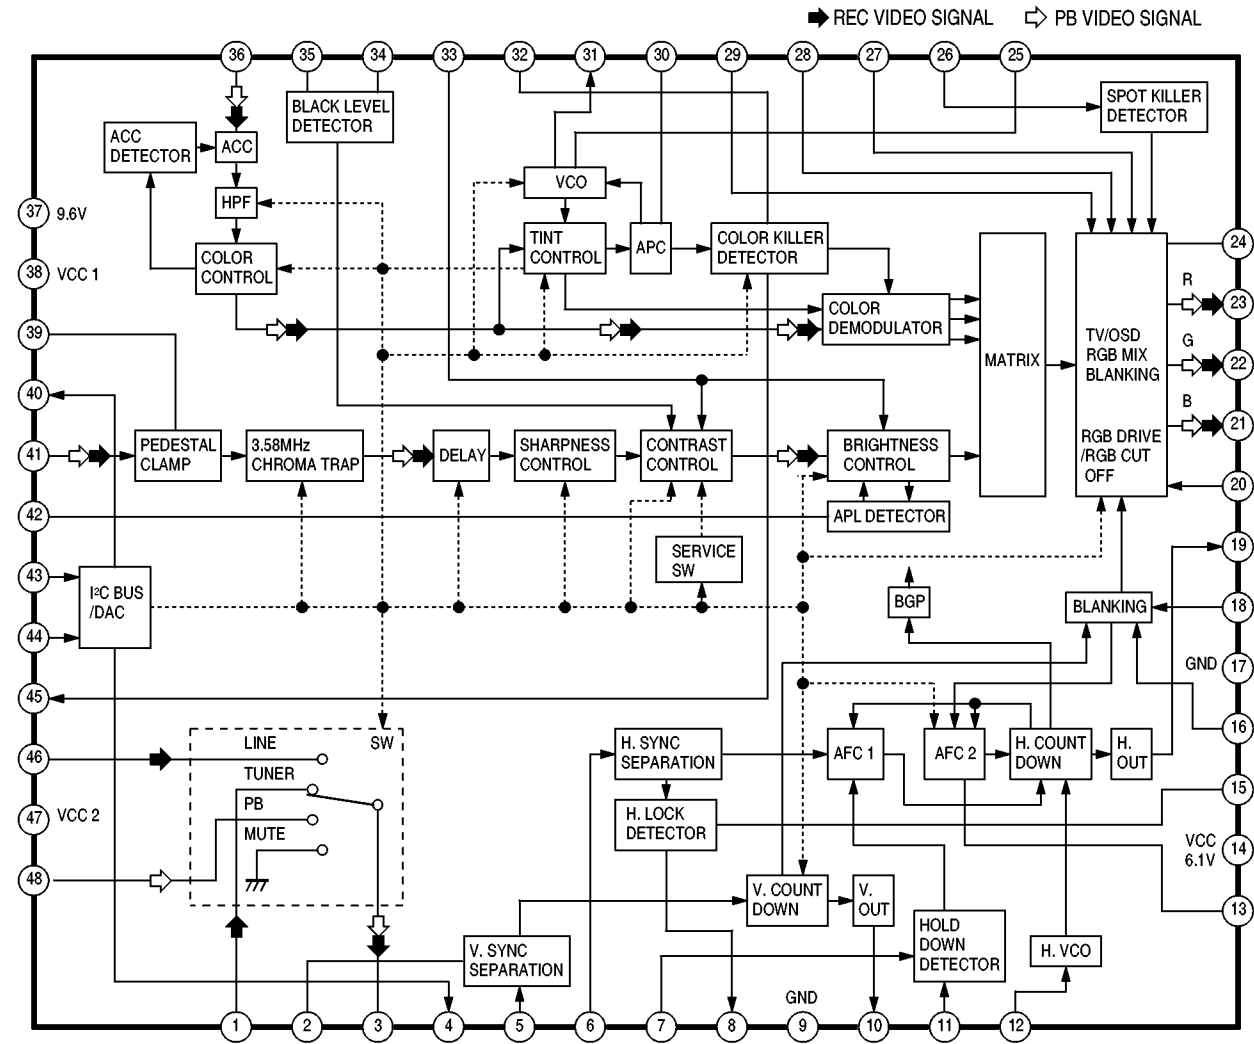 REC VIDEO SIGNAL PB VIDEO SIGNAL
36 35 34 33 32 31 30 29 28 27 26 25
BLACK LEVEL
DETECTOR
SPOT KILLER
DETECTOR
ACC
DETECTOR
ACC
VCO
HPF
37 9.6V
TINT
CONTROL
APC
COLOR KILLER
DETECTOR
24
COLOR
CONTROL
38 VCC 1
R
23
COLOR
DEMODULATOR
39
TV/OSD
RGB MIX
BLANKING
MATRIX
G
22
40
B
21
41
PEDESTAL
CLAMP
3.58MHz
CHROMA TRAP
DELAY
SHARPNESS
CONTROL
CONTRAST
CONTROL
BRIGHTNESS
CONTROL
RGB DRIVE
/RGB CUT
OFF
20
42
APL DETECTOR
19
SERVICE
SW
43
I²C BUS
/DAC
BGP
BLANKING
18
44
GND 17
45
16
LINE
SW
H. SYNC
SEPARATION
AFC 1
AFC 2
H. COUNT
DOWN
H.
OUT
46
TUNER
15
PB
H. LOCK
DETECTOR
47 VCC 2
MUTE
VCC
6.1V
14
48
V. COUNT
DOWN
V.
OUT
13
HOLD
DOWN
DETECTOR
V. SYNC
SEPARATION
H. VCO
GND
1 2 3 4 5 6 7 8 9 10 11 12